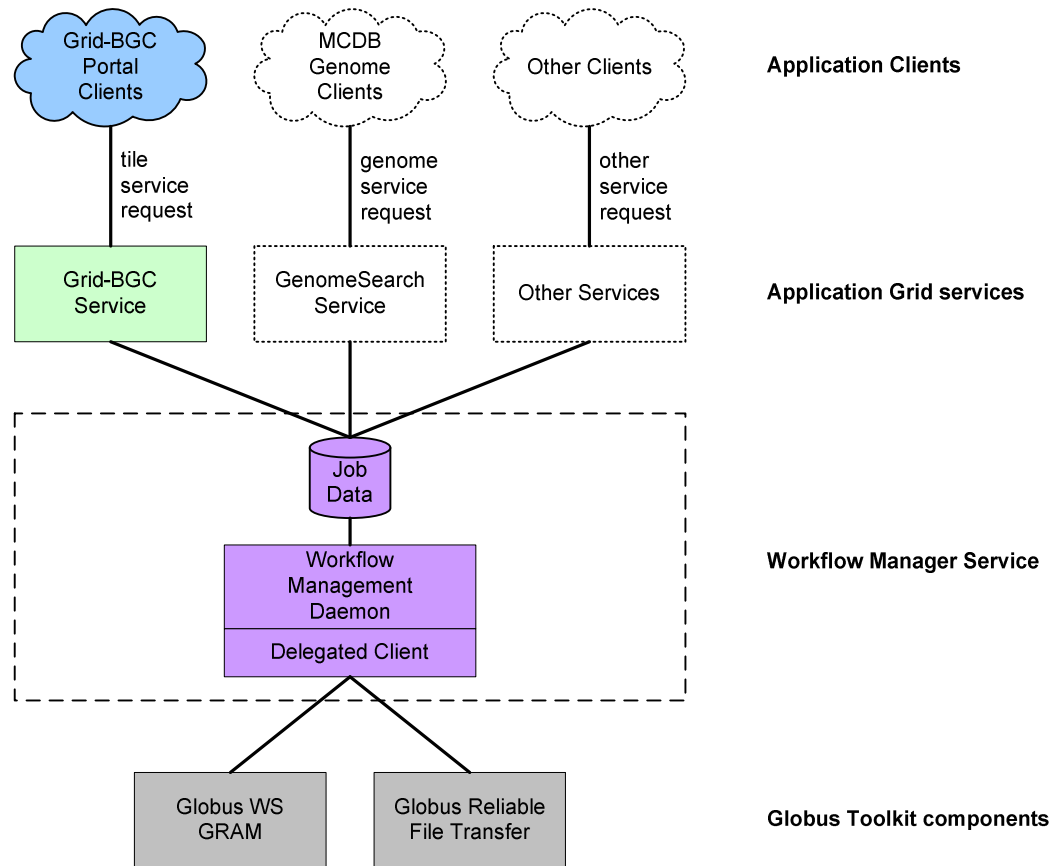 Grid-BGC
Portal
Clients
MCDB
Genome
Clients
Other Clients
Application Clients
tile
service
request
genome
service
request
other
service
request
Grid-BGC
Service
GenomeSearch
Service
Other Services
Application Grid services
Job
Data
Workflow
Management
Daemon
Delegated Client
Workflow Manager Service
Globus WS
GRAM
Globus Reliable
File Transfer
Globus Toolkit components